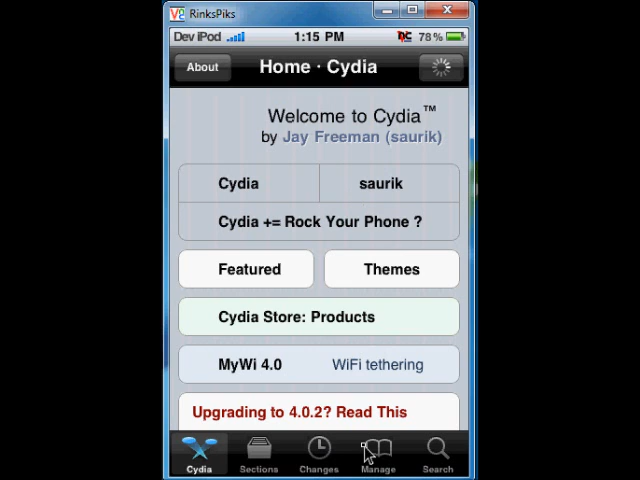 RinksPiks
Dev iPod 1:15 PM 78%
About Home · Cydia
Welcome to Cydia™
by Jay Freeman (saurik)
Cydia saurik
Cydia += Rock Your Phone ?
Featured Themes
Cydia Store: Products
MyWi 4.0 WiFi tethering
Upgrading to 4.0.2? Read This
Cydia Sections Changes Manage Search